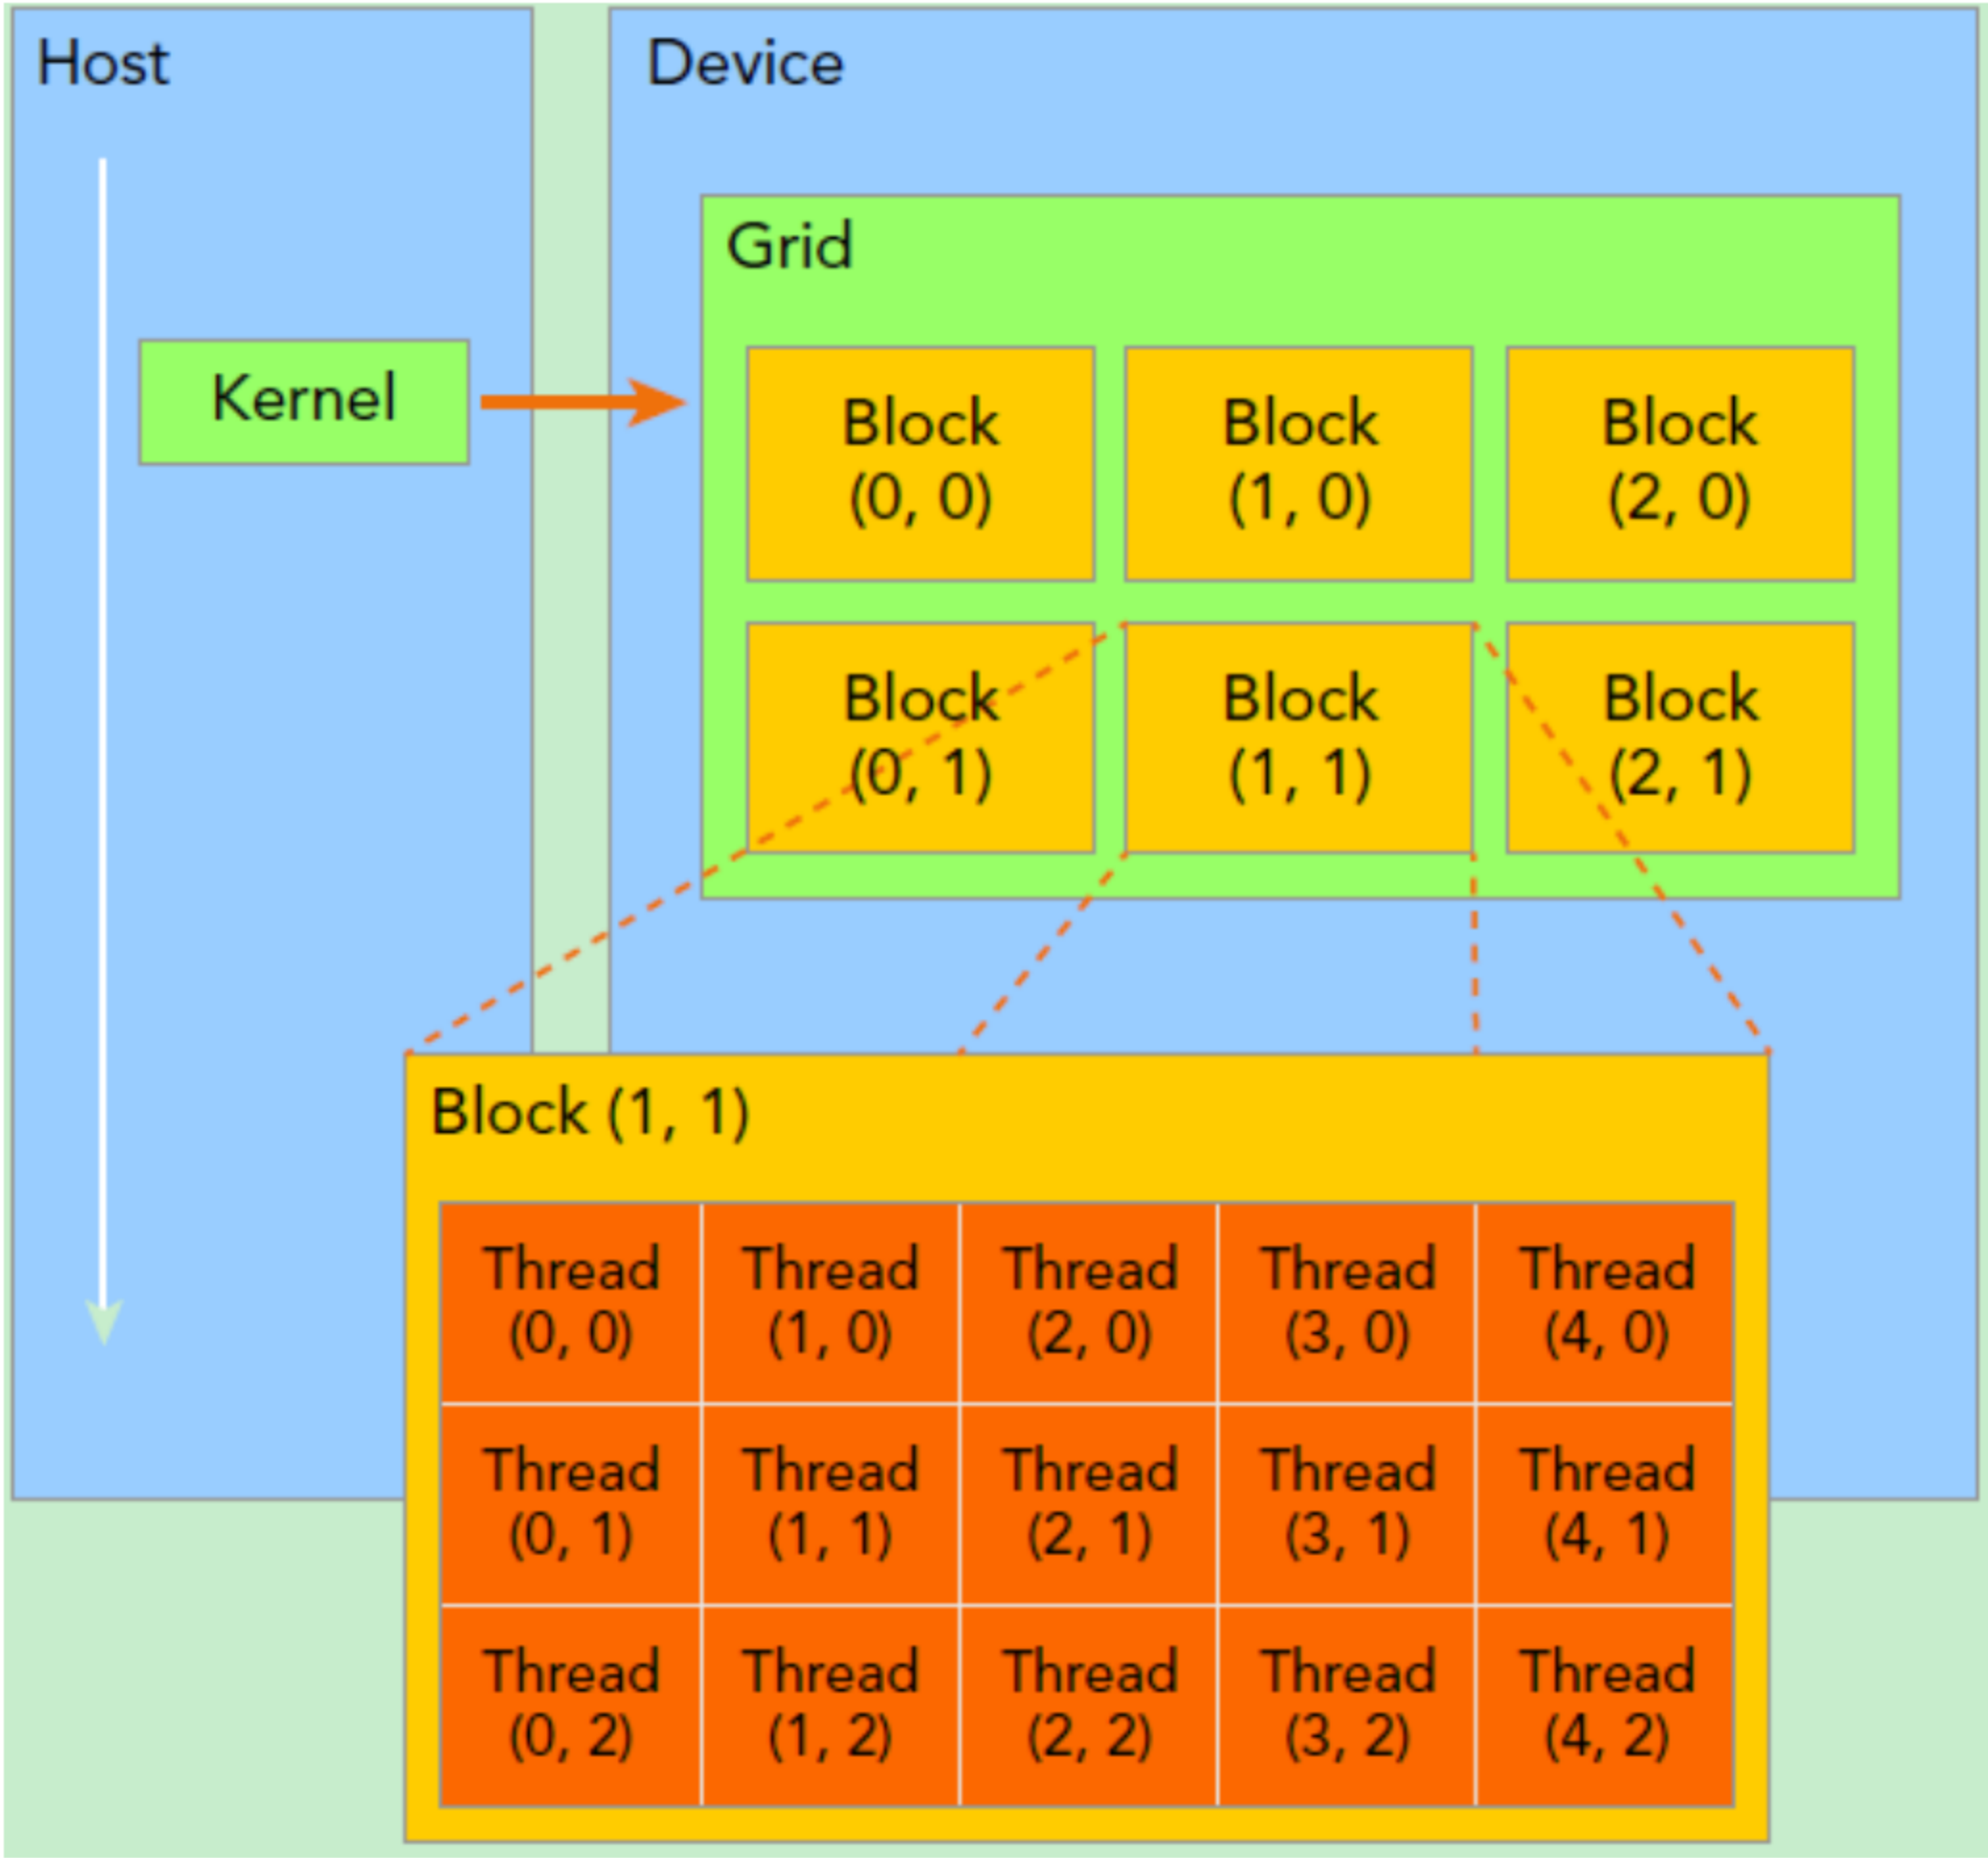 Host
Device
Grid
Kernel
Block
(0, 0)
Block
(1, 0)
Block
(2, 0)
Block
(0, 1)
Block
(1, 1)
Block
(2, 1)
Block (1, 1)
Thread
(0, 0)
Thread
(1, 0)
Thread
(2, 0)
Thread
(3, 0)
Thread
(4, 0)
Thread
(0, 1)
Thread
(1, 1)
Thread
(2, 1)
Thread
(3, 1)
Thread
(4, 1)
Thread
(0, 2)
Thread
(1, 2)
Thread
(2, 2)
Thread
(3, 2)
Thread
(4, 2)